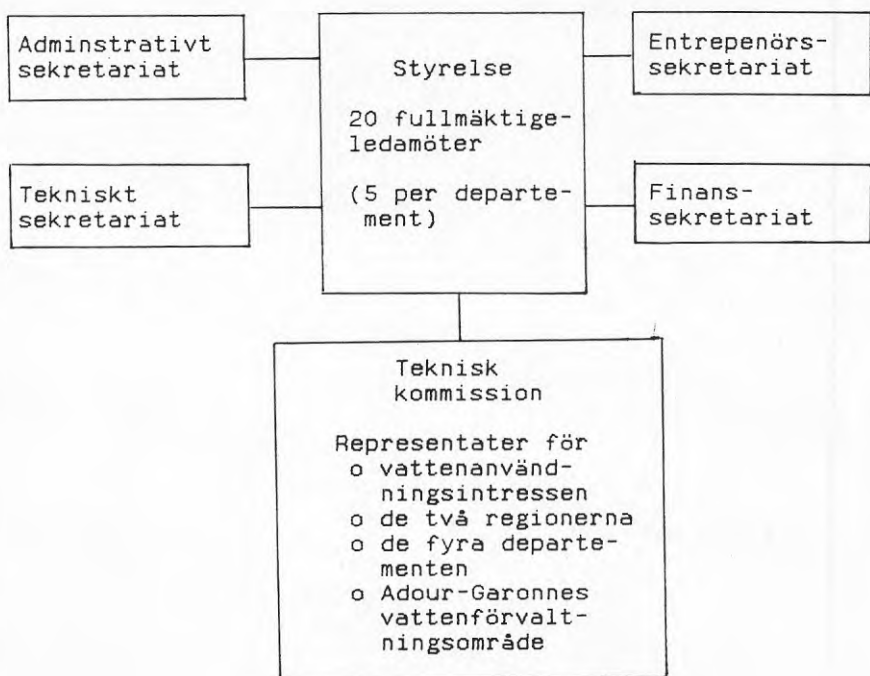 Adminstrativt
sekretariat
Tekniskt
sekretariat
Styrelse
20 fullmäktige-
ledamöter
(5 per departe-
ment)
Entrepenörs-
sekretariat
Finans-
sekretariat
Teknisk
kommission
Representater för
o vattenanvänd-
ningsintressen
o de två regionerna
o de fyra departe-
menten
o Adour-Garonnes
vattenförvalt-
ningsområde